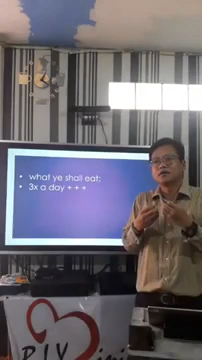 • what ye shall eat:
• 3x a day + + +